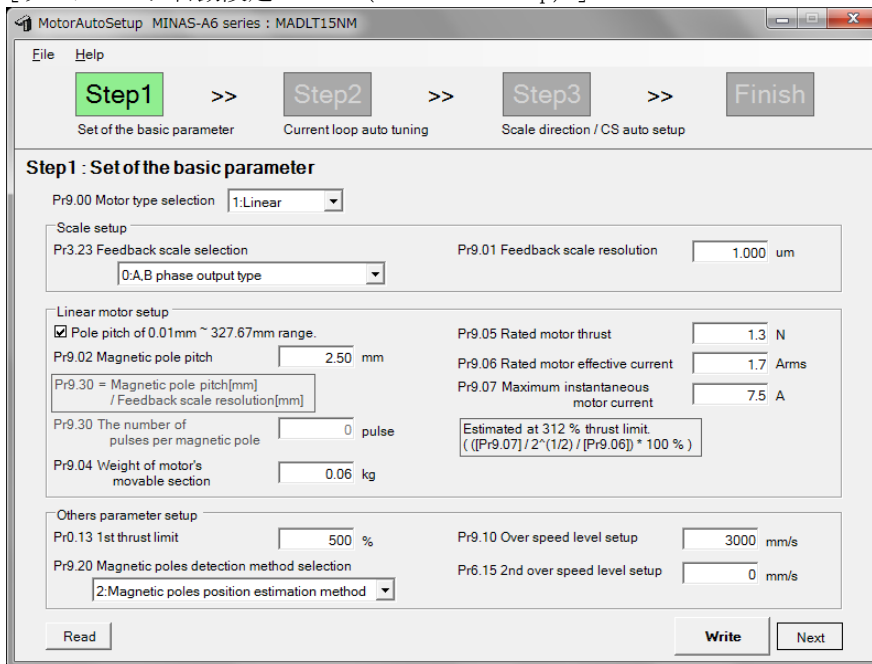 MotorAutoSetup MINAS-A6 series : MADLT15NM
File Help
Step1 >> Step2 >> Step3 >> Finish
Set of the basic parameter Current loop auto tuning Scale direction / CS auto setup
Step1 : Set of the basic parameter
Pr9.00 Motor type selection 1:Linear
Scale setup
Pr3.23 Feedback scale selection
0:A,B phase output type
Pr9.01 Feedback scale resolution 1.000 um
Linear motor setup
Pole pitch of 0.01mm ~ 327.67mm range.
Pr9.02 Magnetic pole pitch 2.50 mm
Pr9.30 = Magnetic pole pitch[mm]
/ Feedback scale resolution[mm]
Pr9.30 The number of
pulses per magnetic pole 0 pulse
Pr9.04 Weight of motor's
movable section 0.06 kg
Pr9.05 Rated motor thrust 1.3 N
Pr9.06 Rated motor effective current 1.7 Arms
Pr9.07 Maximum instantaneous
motor current 7.5 A
Estimated at 312 % thrust limit.
( ([Pr9.07] / 2^(1/2) / [Pr9.06]) * 100 % )
Others parameter setup
Pr0.13 1st thrust limit 500 %
Pr9.20 Magnetic poles detection method selection
2:Magnetic poles position estimation method
Pr9.10 Over speed level setup 3000 mm/s
Pr6.15 2nd over speed level setup 0 mm/s
Read Write Next